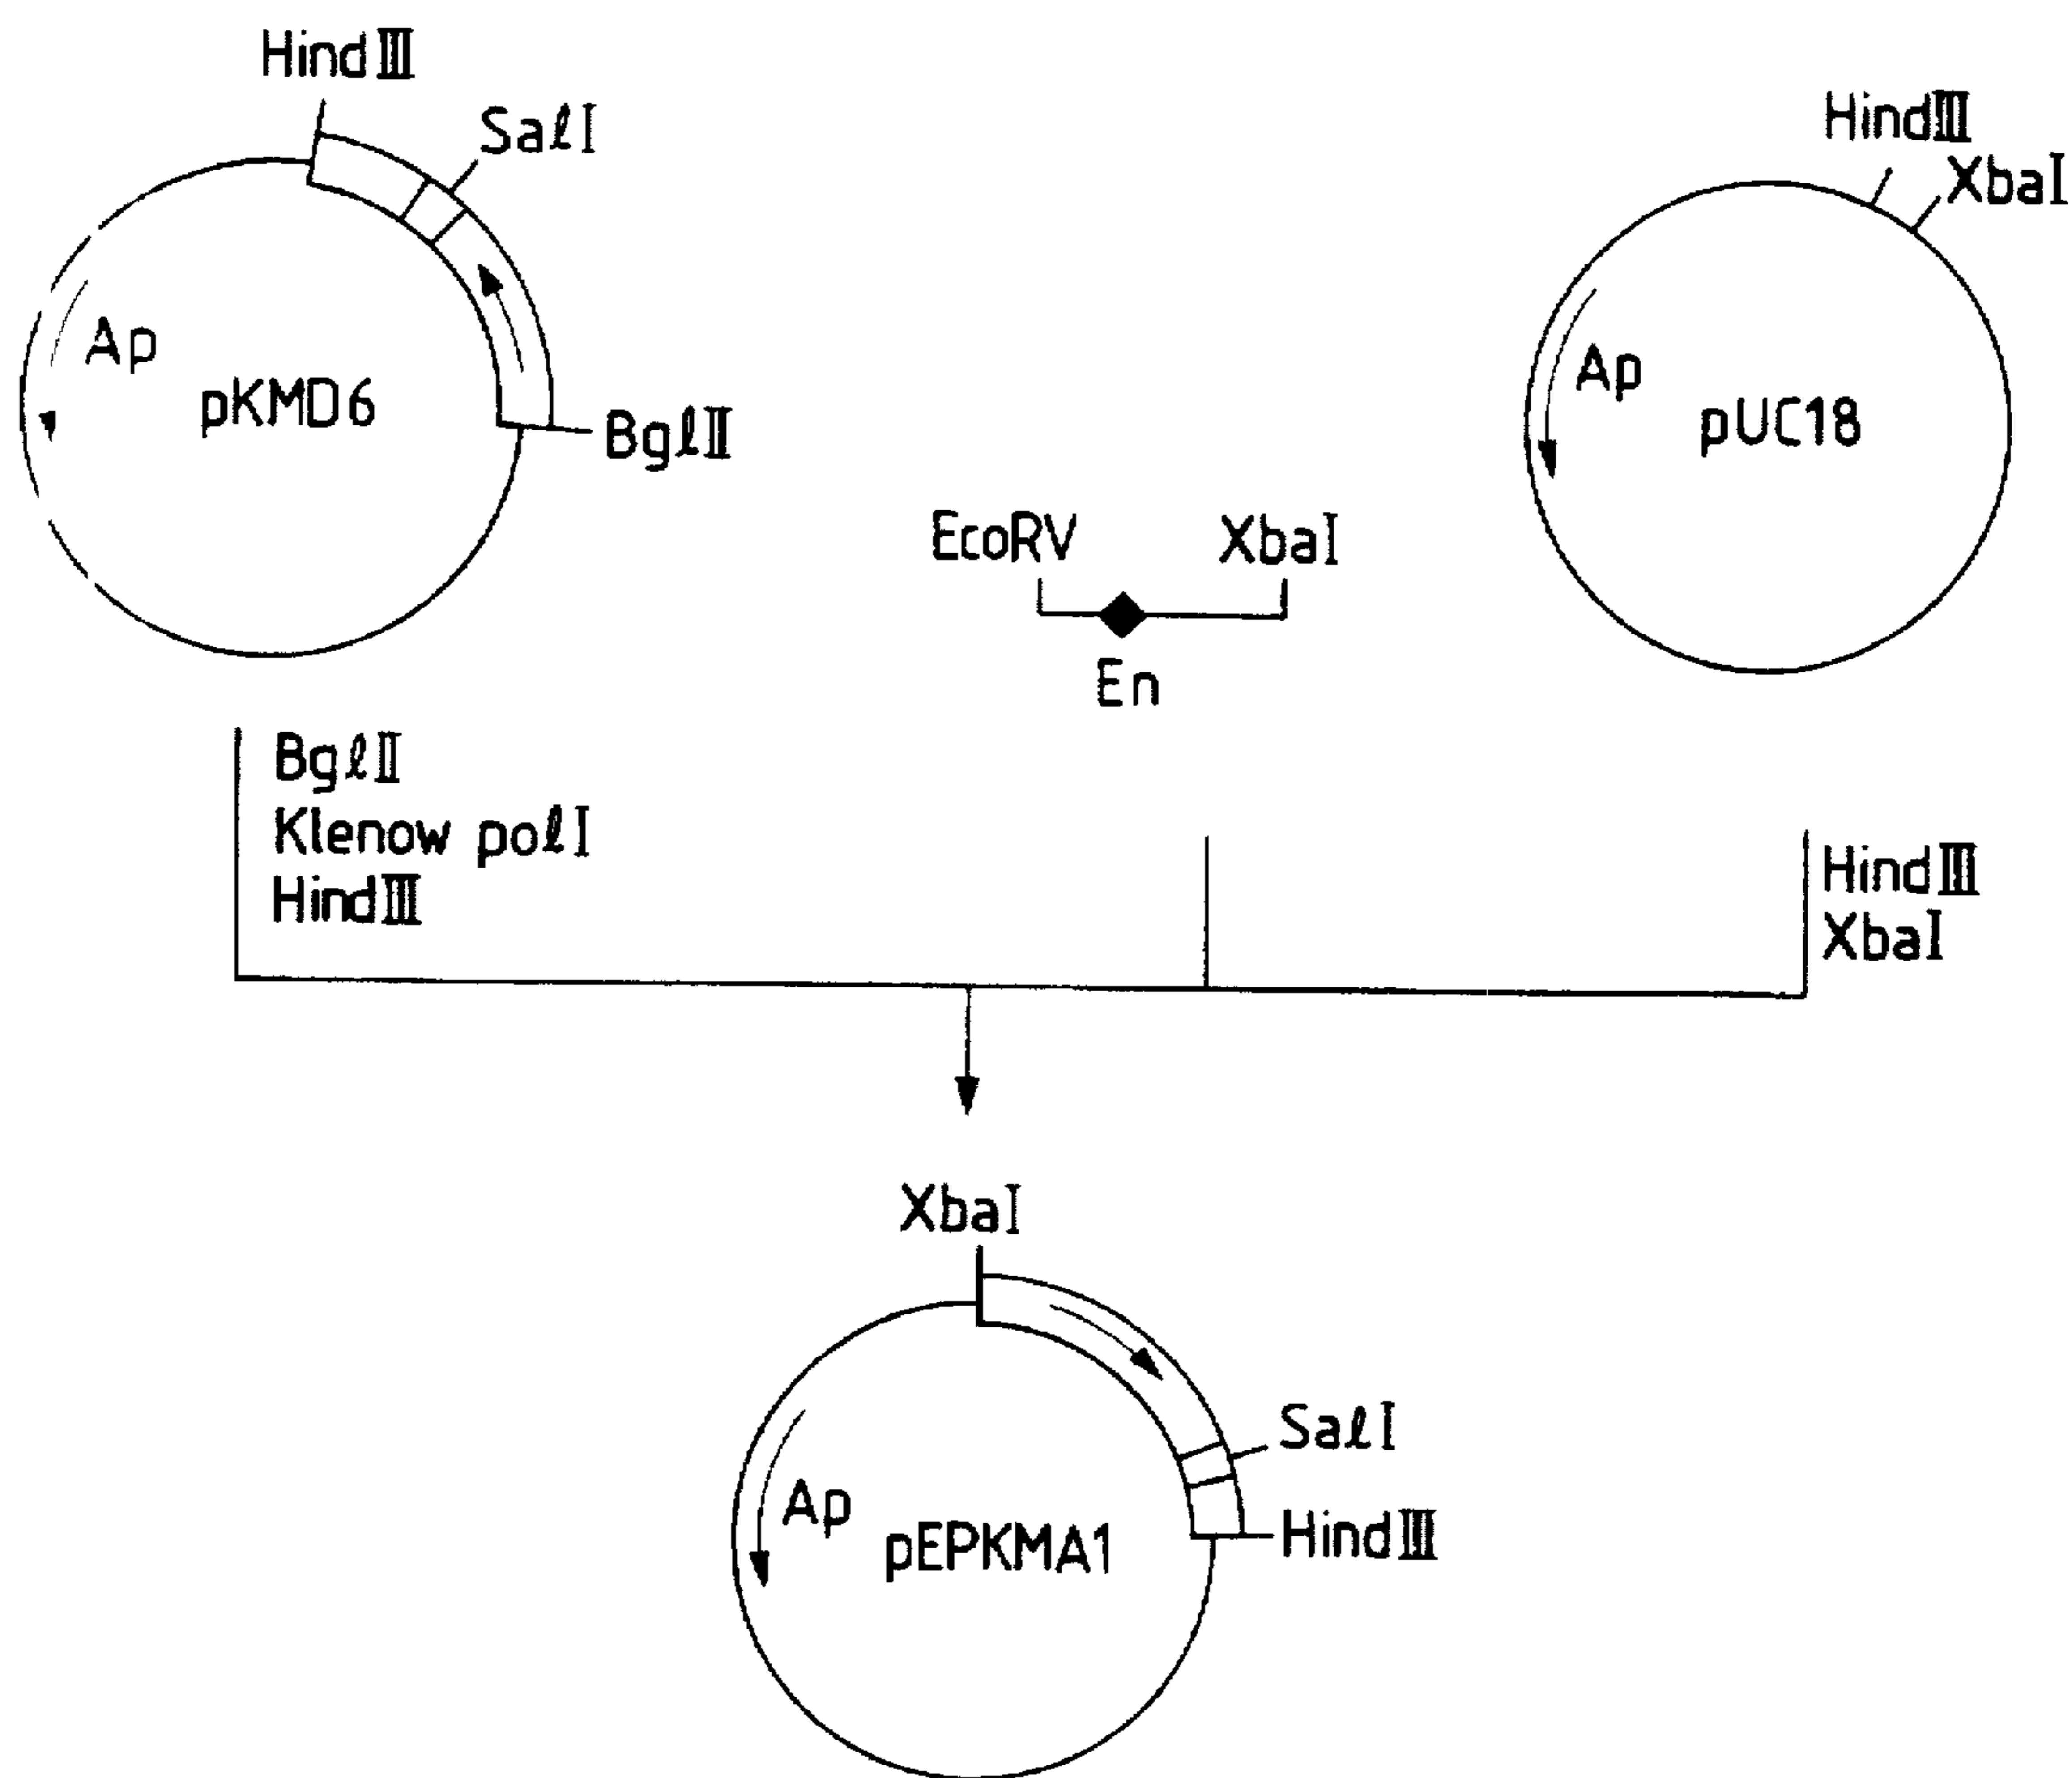 HindⅢ
SalI
Ap
pKMD6
BglⅡ
HindⅢ
XbaI
Ap
pUC18
EcoRV
XbaI
En
BglⅡ
Klenow polI
HindⅢ
HindⅢ
XbaI
XbaI
SalI
Ap
pEPKMA1
HindⅢ